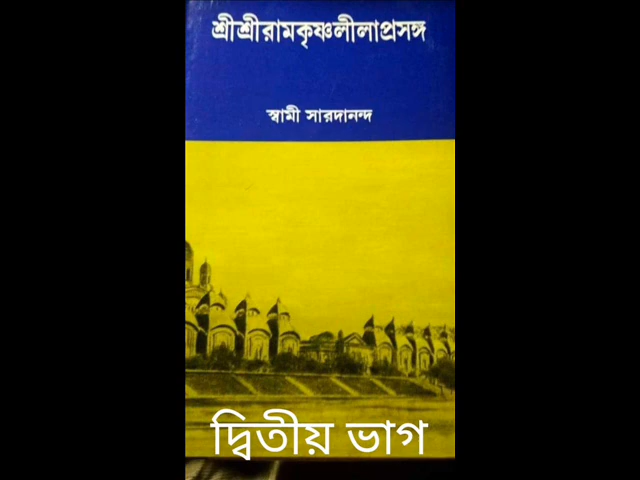 শ্রীশ্রীরামকৃষ্ণলীলাপ্রসঙ্গ
স্বামী সারদানন্দ
দ্বিতীয় ভাগ